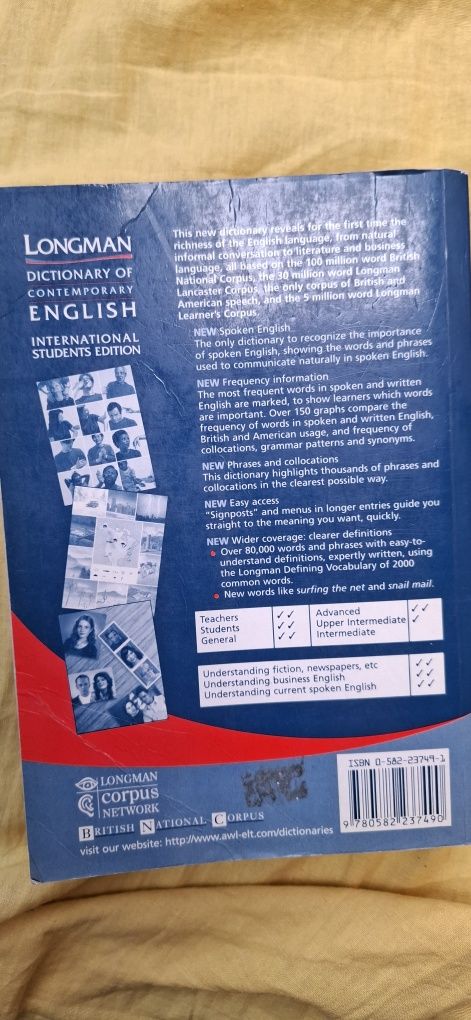 LONGMAN
DICTIONARY OF
CONTEMPORARY
ENGLISH
INTERNATIONAL
STUDENTS EDITION
This new dictionary reveals for the first time the
richness of the English language, from natural
informal conversation to literature and business
language, all based on the 100 million word British
National Corpus, the 30 million word Longman
Lancaster Corpus, the only corpus of British and
American speech, and the 5 million word Longman
Learner's Corpus.
NEW Spoken English
The only dictionary to recognize the importance
of spoken English, showing the words and phrases
used to communicate naturally in spoken English.
NEW Frequency information
The most frequent words in spoken and written
English are marked, to show learners which words
are important. Over 150 graphs compare the
frequency of words in spoken and written English,
British and American usage, and frequency of
collocations, grammar patterns and synonyms.
NEW Phrases and collocations
This dictionary highlights thousands of phrases and
collocations in the clearest possible way.
NEW Easy access
"Signposts" and menus in longer entries guide you
straight to the meaning you want, quickly.
NEW Wider coverage: clearer definitions
• Over 80,000 words and phrases with easy-to-
understand definitions, expertly written, using
the Longman Defining Vocabulary of 2000
common words.
• New words like surfing the net and snail mail.
Teachers ✓✓ Advanced ✓✓
Students ✓✓ Upper Intermediate ✓
General ✓✓ Intermediate
Understanding fiction, newspapers, etc ✓✓
Understanding business English ✓✓
Understanding current spoken English ✓✓
LONGMAN
corpus
NETWORK
BRITISH NATIONAL CORPUS
visit our website: http://www.awl-elt.com/dictionaries
ISBN 0-582-23749-1
9 780582 237490